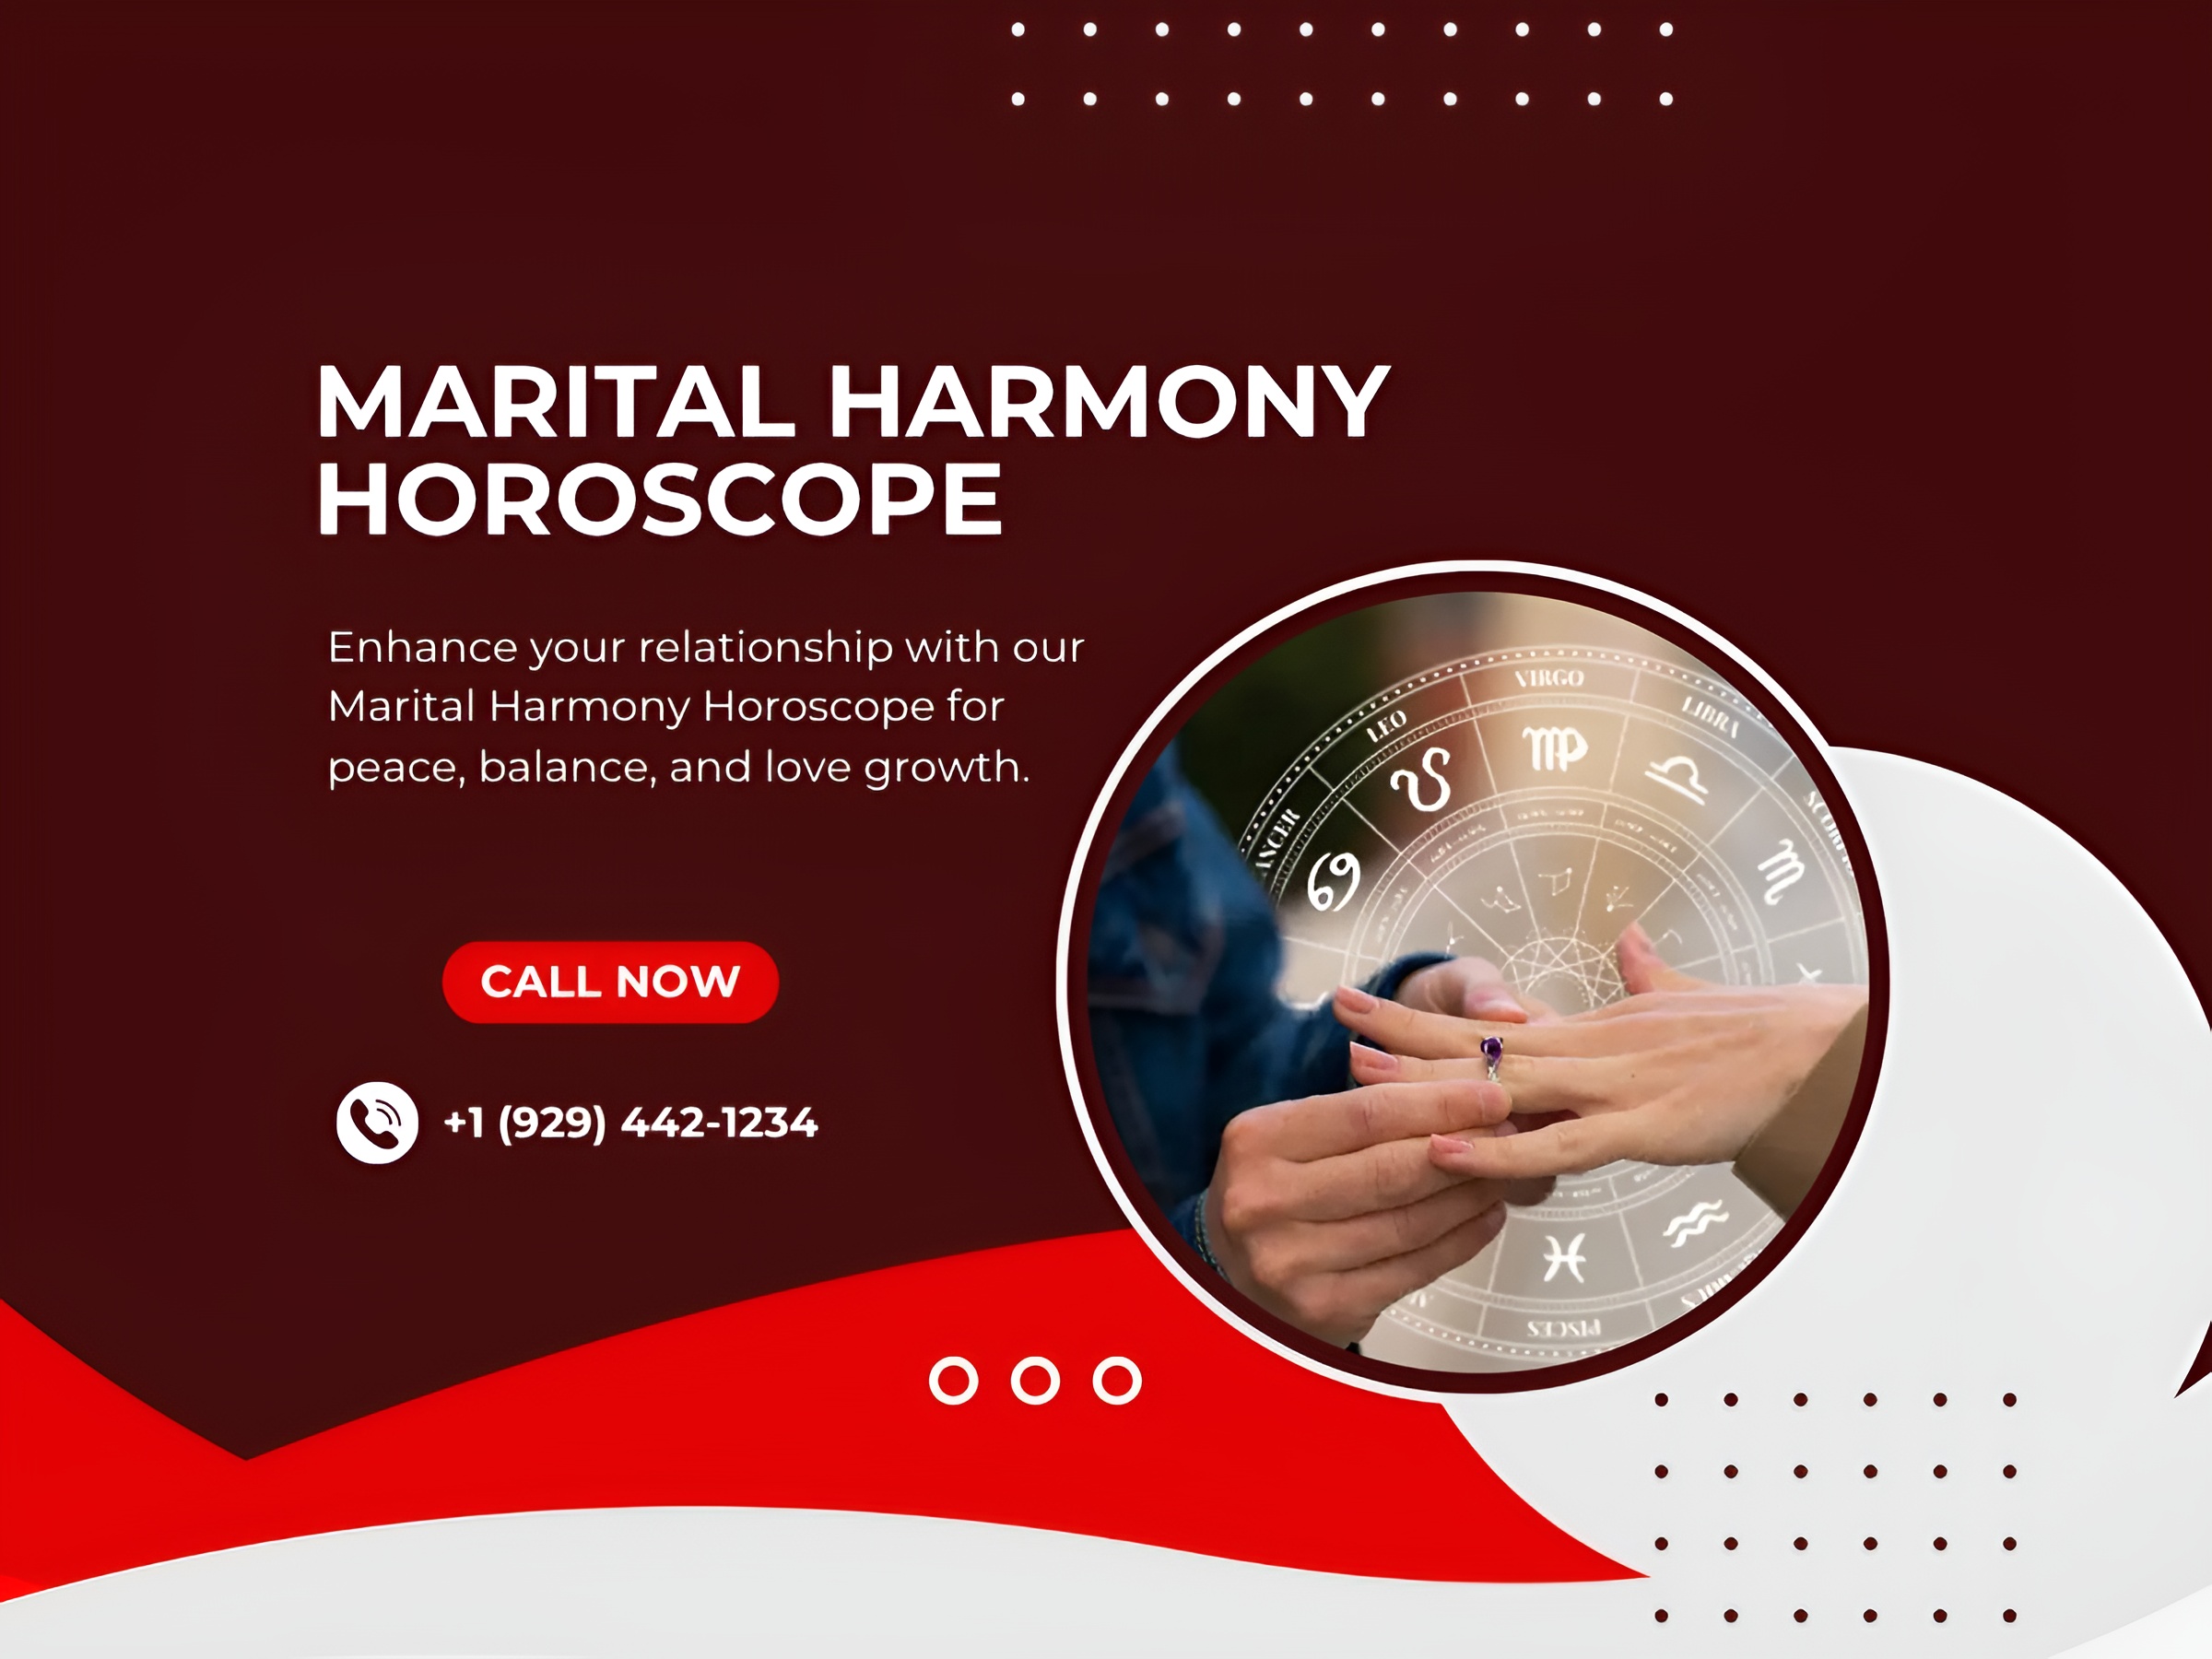 MARITAL HARMONY
HOROSCOPE
Enhance your relationship with our
Marital Harmony Horoscope for
peace, balance, and love growth.
CALL NOW
+1 (929) 442-1234
VIRGO
LEO
LIBRA
PISCES